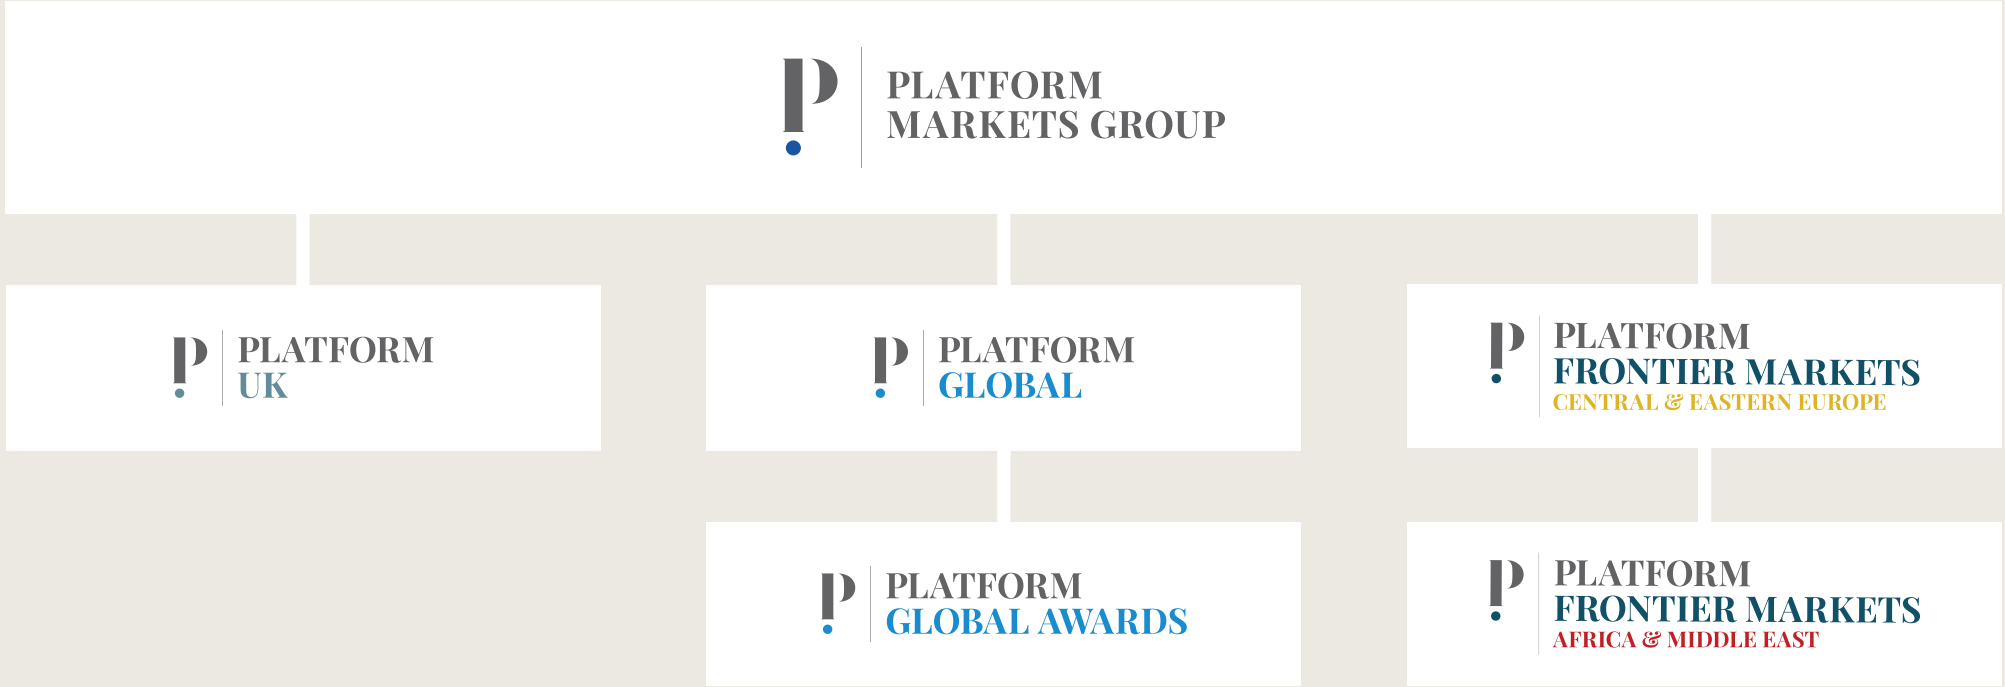 P
PLATFORM
MARKETS GROUP
P
PLATFORM
UK
P
PLATFORM
GLOBAL
P
PLATFORM
FRONTIER MARKETS
CENTRAL & EASTERN EUROPE
P
PLATFORM
GLOBAL AWARDS
P
PLATFORM
FRONTIER MARKETS
AFRICA & MIDDLE EAST